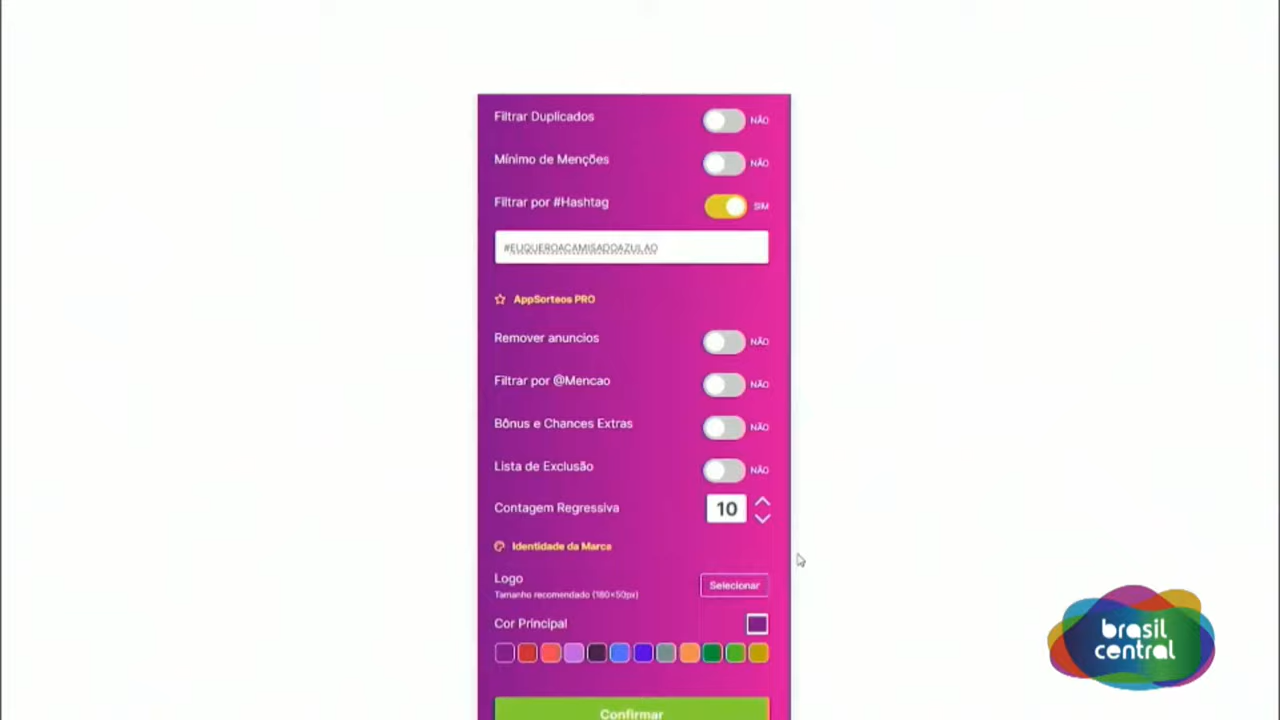 Filtrar Duplicados NÃO
Mínimo de Menções NÃO
Filtrar por #Hashtag SIM
#EUQUEROACAMISADOAZULAO
AppSorteos PRO
Remover anuncios NÃO
Filtrar por @Mencao NÃO
Bônus e Chances Extras NÃO
Lista de Exclusão NÃO
Contagem Regressiva 10
Identidade da Marca
Logo Selecionar
Tamanho recomendado (180x50px)
Cor Principal
Confirmar
brasil
central